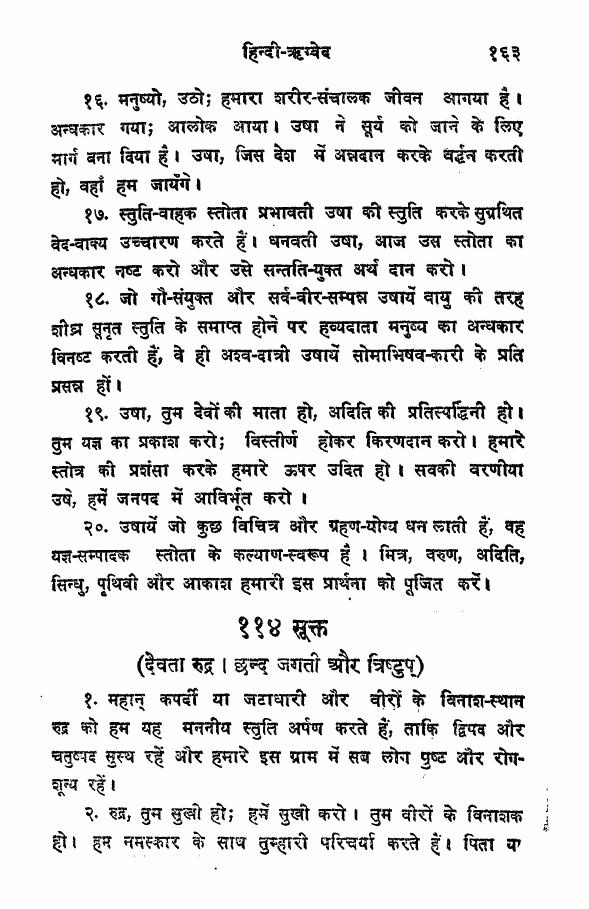 हिन्दी-ऋग्वेद १६३
१६. मनुष्यो, उठो; हमारा शरीर-संचालक जीवन आगया है।
अन्धकार गया; आलोक आया। उषा ने सूर्य को जाने के लिए
मार्ग बना दिया है। उषा, जिस देश में अन्नदान करके वर्द्धन करती
हो, वहाँ हम जायँगे।
१७. स्तुति-वाहक स्तोता प्रभावती उषा की स्तुति करके सुग्रथित
वेद-वाक्य उच्चारण करते हैं। धनवती उषा, आज उस स्तोता का
अन्धकार नष्ट करो और उसे सन्तति-युक्त अर्थ दान करो।
१८. जो गौ-संयुक्त और सर्व-वीर-सम्पन्न उषायें वायु की तरह
शीघ्र सूनृत स्तुति के समाप्त होने पर हव्यदाता मनुष्य का अन्धकार
विनष्ट करती हैं, वे ही अश्व-दात्री उषायें सोमाभिषव-कारी के प्रति
प्रसन्न हों।
१९. उषा, तुम देवों की माता हो, अदिति की प्रतिस्पर्द्धिनी हो।
तुम यज्ञ का प्रकाश करो; विस्तीर्ण होकर किरणदान करो। हमारे
स्तोत्र की प्रशंसा करके हमारे ऊपर उदित हो। सबकी वरणीया
उषे, हमें जनपद में आविर्भूत करो।
२०. उषायें जो कुछ विचित्र और ग्रहण-योग्य धन लाती हैं, वह
यज्ञ-सम्पादक स्तोता के कल्याण-स्वरूप है। मित्र, वरुण, अदिति,
सिन्धु, पृथिवी और आकाश हमारी इस प्रार्थना को पूजित करें।
११४ सूक्त
(देवता रुद्र। छन्द जगती और त्रिष्टुप्)
१. महान् कपर्दी या जटाधारी और वीरों के विनाश-स्थान
रुद्र को हम यह मननीय स्तुति अर्पण करते हैं, ताकि द्विपद और
चतुष्पद सुस्थ रहें और हमारे इस ग्राम में सब लोग पुष्ट और रोग-
शून्य रहें।
२. रुद्र, तुम सुखी हो; हमें सुखी करो। तुम वीरों के विनाशक
हो। हम नमस्कार के साथ तुम्हारी परिचर्या करते हैं। पिता या